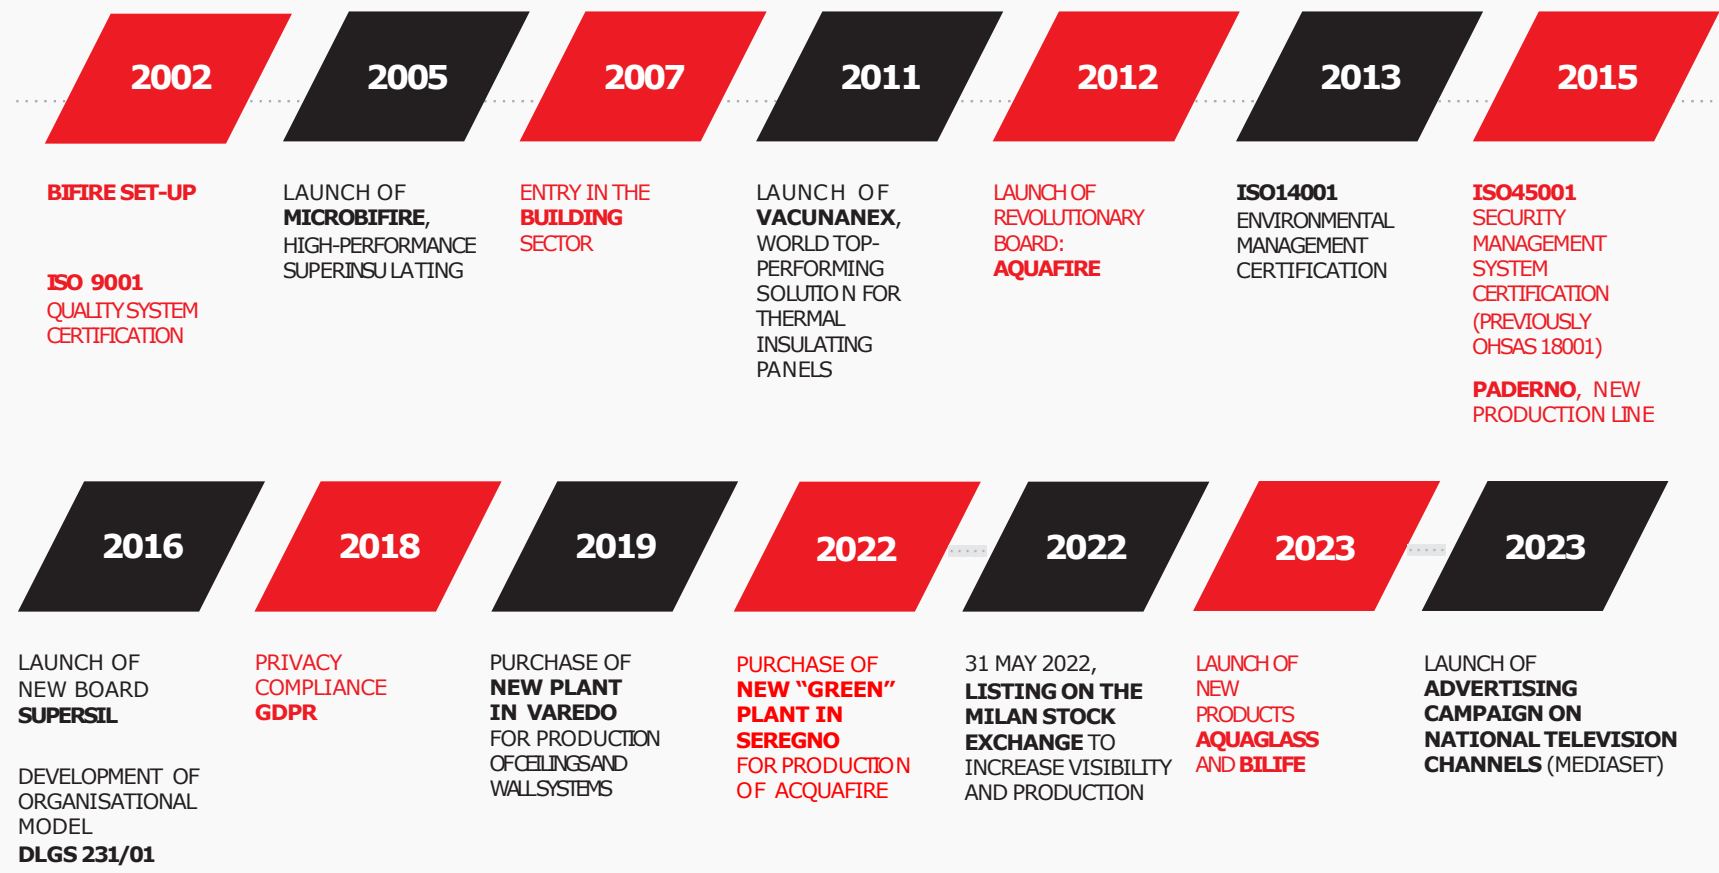 2002
2005
2007
2011
2012
2013
2015
BIFIRE SET-UP
ISO 9001
QUALITY SYSTEM
CERTIFICATION
LAUNCH OF
MICROBIFIRE,
HIGH-PERFORMANCE
SUPERINSULATING
ENTRY IN THE
BUILDING
SECTOR
LAUNCH OF
VACUNANEX,
WORLD TOP-
PERFORMING
SOLUTION FOR
THERMAL
INSULATING
PANELS
LAUNCH OF
REVOLUTIONARY
BOARD:
AQUAFIRE
ISO14001
ENVIRONMENTAL
MANAGEMENT
CERTIFICATION
ISO45001
SECURITY
MANAGEMENT
SYSTEM
CERTIFICATION
(PREVIOUSLY
OHSAS 18001)
PADERNO, NEW
PRODUCTION LINE
2016
2018
2019
2022
2022
2023
2023
LAUNCH OF
NEW BOARD
SUPERSIL
DEVELOPMENT OF
ORGANISATIONAL
MODEL
DLGS 231/01
PRIVACY
COMPLIANCE
GDPR
PURCHASE OF
NEW PLANT
IN VAREDO
FOR PRODUCTION
OF CEILINGS AND
WALL SYSTEMS
PURCHASE OF
NEW “GREEN”
PLANT IN
SEREGNO
FOR PRODUCTION
OF ACQUAFIRE
31 MAY 2022,
LISTING ON THE
MILAN STOCK
EXCHANGE TO
INCREASE VISIBILITY
AND PRODUCTION
LAUNCH OF
NEW
PRODUCTS
AQUAGLASS
AND BILIFE
LAUNCH OF
ADVERTISING
CAMPAIGN ON
NATIONAL TELEVISION
CHANNELS (MEDIASET)